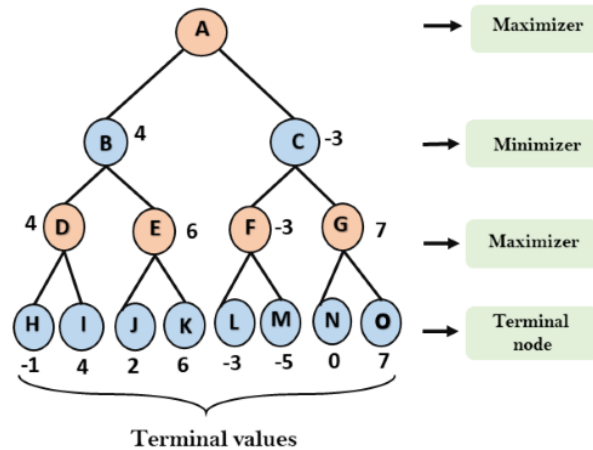 A
Maximizer
B 4
C -3
Minimizer
4 D
E 6
F -3
G 7
Maximizer
H I J K L M N O
Terminal
node
-1 4 2 6 -3 -5 0 7
Terminal values